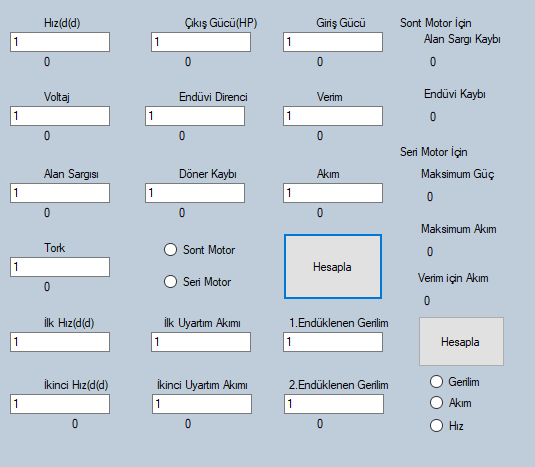 Hız(d(d) Çıkış Gücü(HP) Giriş Gücü Sont Motor İçin
Alan Sargı Kaybı
1 1 1
0 0 0 0
Voltaj Endüvi Direnci Verim Endüvi Kaybı
1 1 1 0
0 0 0
Seri Motor İçin
Alan Sargısı Döner Kaybı Akım Maksimum Güç
1 1 1 0
0 0 0
Maksimum Akım
Tork Sont Motor Hesapla 0
1 Seri Motor Verim için Akım
0 0
İlk Hız(d(d) İlk Uyartım Akımı 1.Endüklenen Gerilim
1 1 1 Hesapla
İkinci Hız(d(d) İkinci Uyartım Akımı 2.Endüklenen Gerilim Gerilim
1 1 1 Akım
0 0 0 Hız